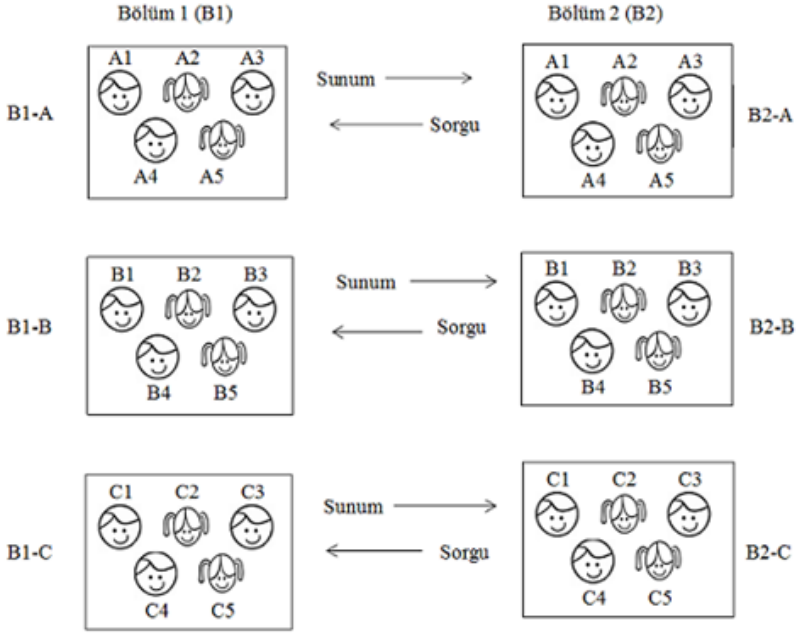 Bölüm 1 (B1) Bölüm 2 (B2)
A1 A2 A3 Sunum A1 A2 A3
B1-A Sorgu B2-A
A4 A5 A4 A5
B1 B2 B3 Sunum B1 B2 B3
B1-B Sorgu B2-B
B4 B5 B4 B5
C1 C2 C3 Sunum C1 C2 C3
B1-C Sorgu B2-C
C4 C5 C4 C5